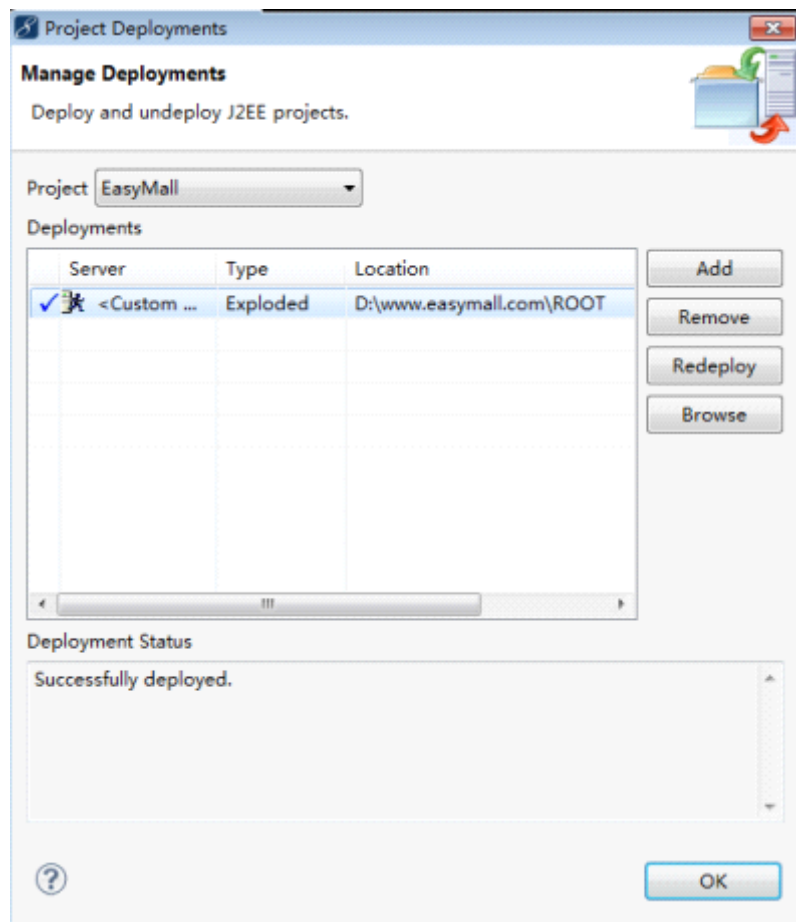 Project Deployments
Manage Deployments
Deploy and undeploy J2EE projects.
Project EasyMall
Deployments
Server Type Location Add
<Custom ... Exploded D:\www.easymall.com\ROOT
Remove
Redeploy
Browse
Deployment Status
Successfully deployed.
OK